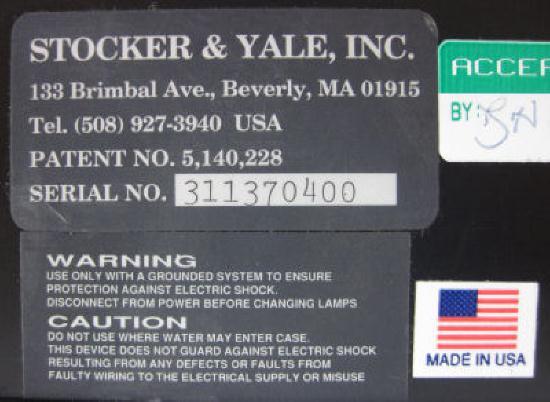 STOCKER & YALE, INC.
133 Brimbal Ave., Beverly, MA 01915
Tel. (508) 927-3940 USA
PATENT NO. 5,140,228
SERIAL NO. 311370400
BY:
WARNING
USE ONLY WITH A GROUNDED SYSTEM TO ENSURE
PROTECTION AGAINST ELECTRIC SHOCK.
DISCONNECT FROM POWER BEFORE CHANGING LAMPS
CAUTION
DO NOT USE WHERE WATER MAY ENTER CASE.
THIS DEVICE DOES NOT GUARD AGAINST ELECTRIC SHOCK
RESULTING FROM ANY DEFECTS OR FAULTS FROM
FAULTY WIRING TO THE ELECTRICAL SUPPLY OR MISUSE
MADE IN USA